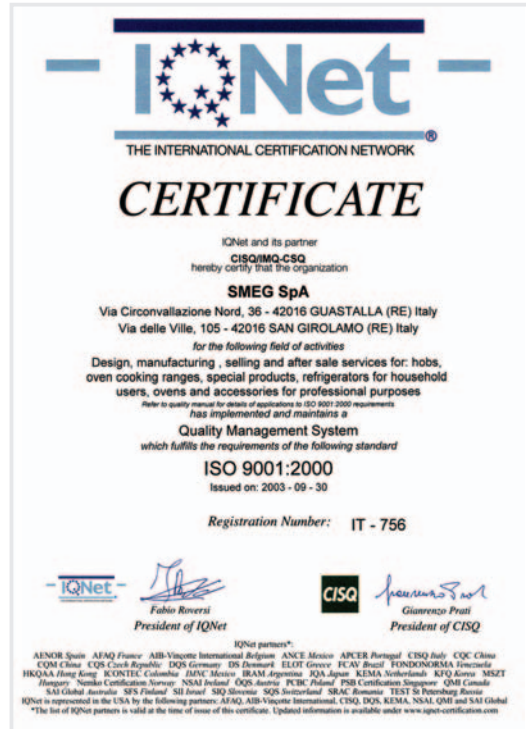 IQNet
®
THE INTERNATIONAL CERTIFICATION NETWORK
CERTIFICATE
IQNet and its partner
CISQ/IMQ-CSQ
hereby certify that the organization
SMEG SpA
Via Circonvallazione Nord, 36 - 42016 GUASTALLA (RE) Italy
Via delle Ville, 105 - 42016 SAN GIROLAMO (RE) Italy
for the following field of activities
Design, manufacturing , selling and after sale services for: hobs,
oven cooking ranges, special products, refrigerators for household
users, ovens and accessories for professional purposes
Refer to quality manual for details of applications to ISO 9001:2000 requirements
has implemented and maintains a
Quality Management System
which fulfills the requirements of the following standard
ISO 9001:2000
Issued on: 2003 - 09 - 30
Registration Number: IT - 756
IQNet
CISQ
Fabio Roversi
Gianrenzo Prati
President of IQNet
President of CISQ
IQNet partners*:
AENOR Spain AFAQ France AIB-Vinçotte International Belgium ANCE Mexico APCER Portugal CISQ Italy CQC China
CQM China CQS Czech Republic DQS Germany DS Denmark ELOT Greece FCAV Brazil FONDONORMA Venezuela
HKQAA Hong Kong ICONTEC Colombia IMNC Mexico IRAM Argentina JQA Japan KEMA Netherlands KFQ Korea MSZT
Hungary Nemko Certification Norway NSAI Ireland ÖQS Austria PCBC Poland PSB Certification Singapore QMI Canada
SAI Global Australia SFS Finland SII Israel SIQ Slovenia SQS Switzerland SRAC Romania TEST St Petersburg Russia
IQNet is represented in the USA by the following partners: AFAQ, AIB-Vinçotte International, CISQ, DQS, KEMA, NSAI, QMI and SAI Global
*The list of IQNet partners is valid at the time of issue of this certificate. Updated information is available under www.iqnet-certification.com